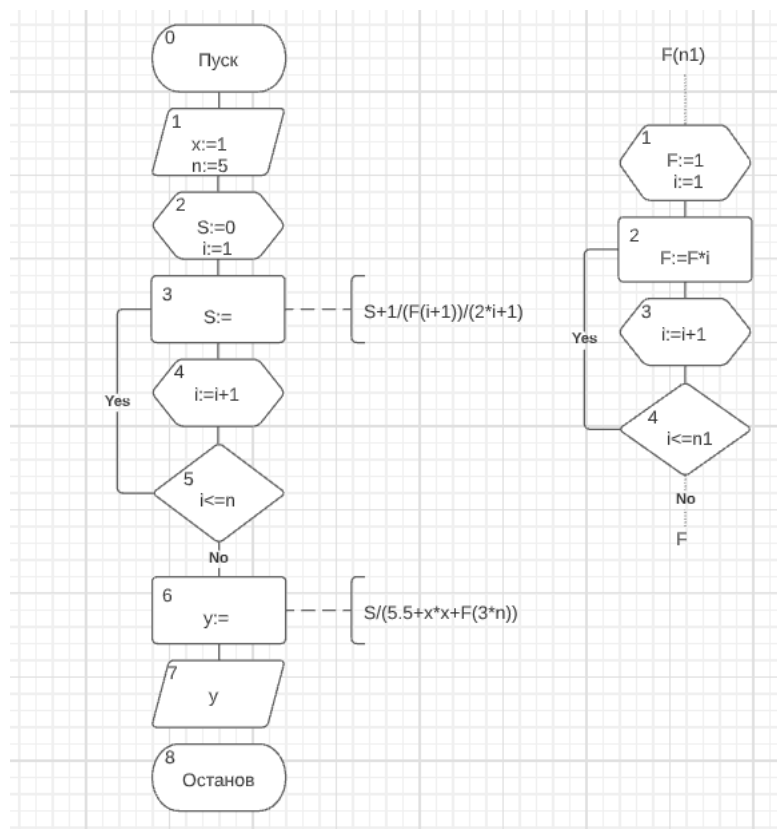 0
Пуск
1
x:=1
n:=5
2
S:=0
i:=1
3
S:=
S+1/(F(i+1))/(2*i+1)
4
i:=i+1
Yes
5
i<=n
No
6
y:=
S/(5.5+x*x+F(3*n))
7
y
8
Останов
F(n1)
1
F:=1
i:=1
2
F:=F*i
3
i:=i+1
Yes
4
i<=n1
No
F